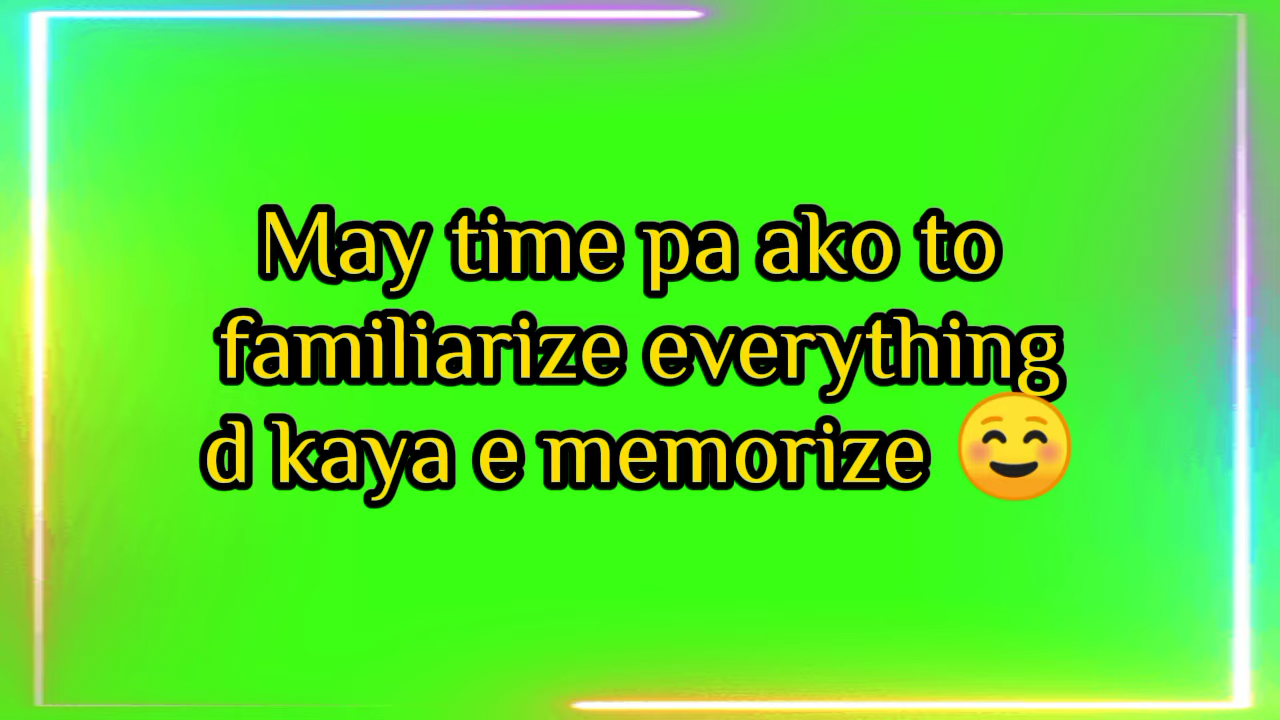 May time pa ako to
familiarize everything
d kaya e memorize ☺️